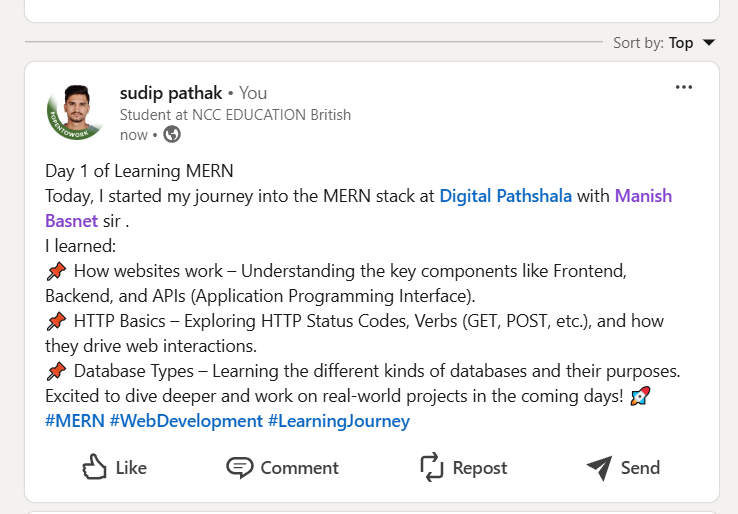 Sort by: Top
sudip pathak • You
Student at NCC EDUCATION British
now •
#OPENTOWORK
Day 1 of Learning MERN
Today, I started my journey into the MERN stack at Digital Pathshala with Manish
Basnet sir .
I learned:
📌 How websites work – Understanding the key components like Frontend,
Backend, and APIs (Application Programming Interface).
📌 HTTP Basics – Exploring HTTP Status Codes, Verbs (GET, POST, etc.), and how
they drive web interactions.
📌 Database Types – Learning the different kinds of databases and their purposes.
Excited to dive deeper and work on real-world projects in the coming days! 🚀
#MERN #WebDevelopment #LearningJourney
Like Comment Repost Send